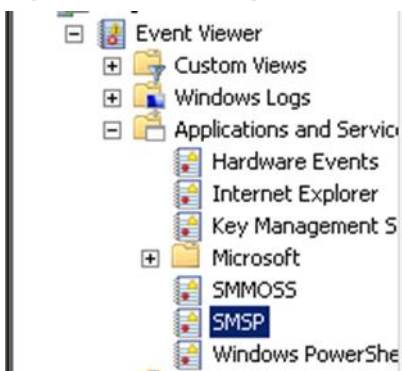 Event Viewer
Custom Views
Windows Logs
Applications and Servic
Hardware Events
Internet Explorer
Key Management S
Microsoft
SMMOSS
SMSP
Windows PowerShe